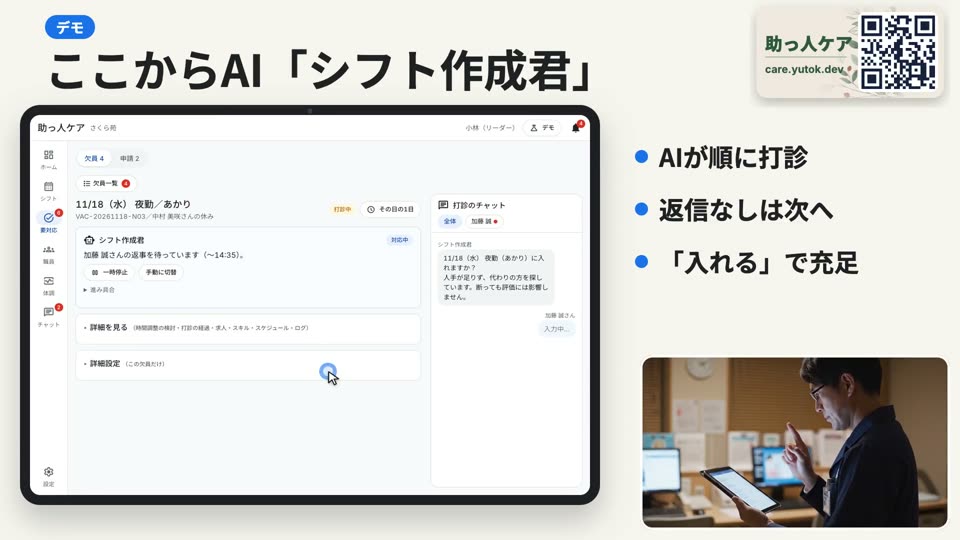 デモ
ここからAI「シフト作成君」
助っ人ケア
care.yutok.dev
助っ人ケア さくら苑
小林（リーダー）
デモ
4
ホーム
シフト
6
要対応
職員
体調
2
チャット
設定
欠員 4
申請 2
欠員一覧 4
11/18（水） 夜勤／あかり
VAC-20261118-N03／中村 美咲さんの休み
打診中
その日の1日
シフト作成君
対応中
加藤 誠さんの返事を待っています（〜14:35）。
一時停止
手動に切替
▶ 進み具合
詳細を見る（時間調整の検討・打診の経過・求人・スキル・スケジュール・ログ）
詳細設定（この欠員だけ）
打診のチャット
全体
加藤 誠
シフト作成君
11/18（水） 夜勤（あかり）に入
れますか？
人手が足りず、代わりの方を探し
ています。断っても評価には影響し
ません。
加藤 誠さん
入力中…
AIが順に打診
返信なしは次へ
「入れる」で充足